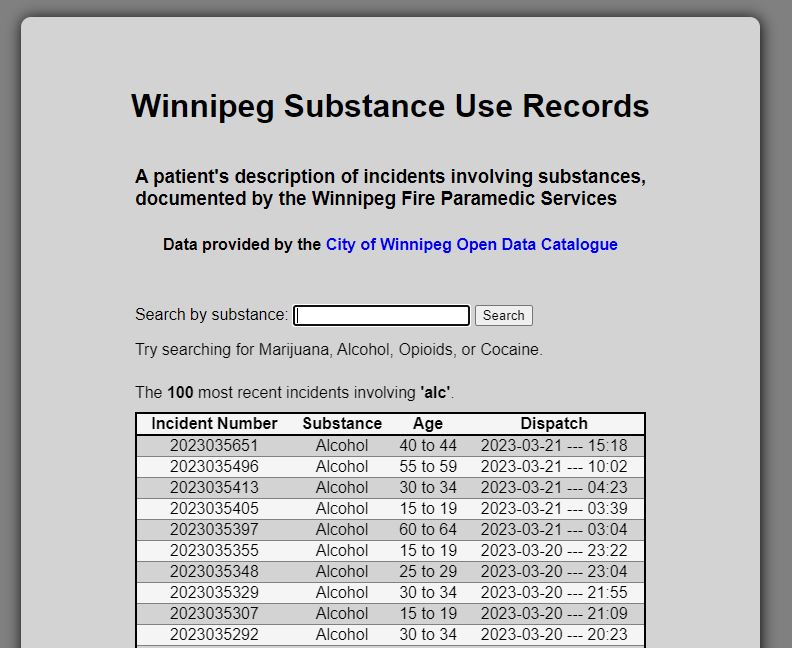 Winnipeg Substance Use Records
A patient's description of incidents involving substances,
documented by the Winnipeg Fire Paramedic Services
Data provided by the City of Winnipeg Open Data Catalogue
Search by substance: Search
Try searching for Marijuana, Alcohol, Opioids, or Cocaine.
The 100 most recent incidents involving 'alc'.
Incident Number Substance Age Dispatch
2023035651 Alcohol 40 to 44 2023-03-21 --- 15:18
2023035496 Alcohol 55 to 59 2023-03-21 --- 10:02
2023035413 Alcohol 30 to 34 2023-03-21 --- 04:23
2023035405 Alcohol 15 to 19 2023-03-21 --- 03:39
2023035397 Alcohol 60 to 64 2023-03-21 --- 03:04
2023035355 Alcohol 15 to 19 2023-03-20 --- 23:22
2023035348 Alcohol 25 to 29 2023-03-20 --- 23:04
2023035329 Alcohol 30 to 34 2023-03-20 --- 21:55
2023035307 Alcohol 15 to 19 2023-03-20 --- 21:09
2023035292 Alcohol 30 to 34 2023-03-20 --- 20:23